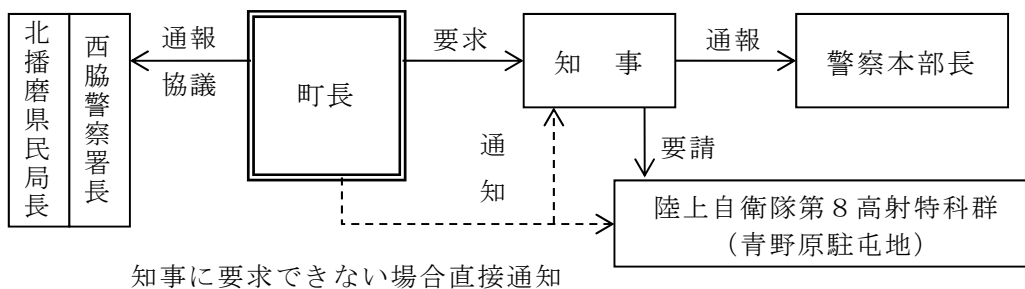 北播磨県民局長
西脇警察署長
通報
協議
町長
要求
知　事
通報
警察本部長
通知
要請
陸上自衛隊第８高射特科群
（青野原駐屯地）
知事に要求できない場合直接通知